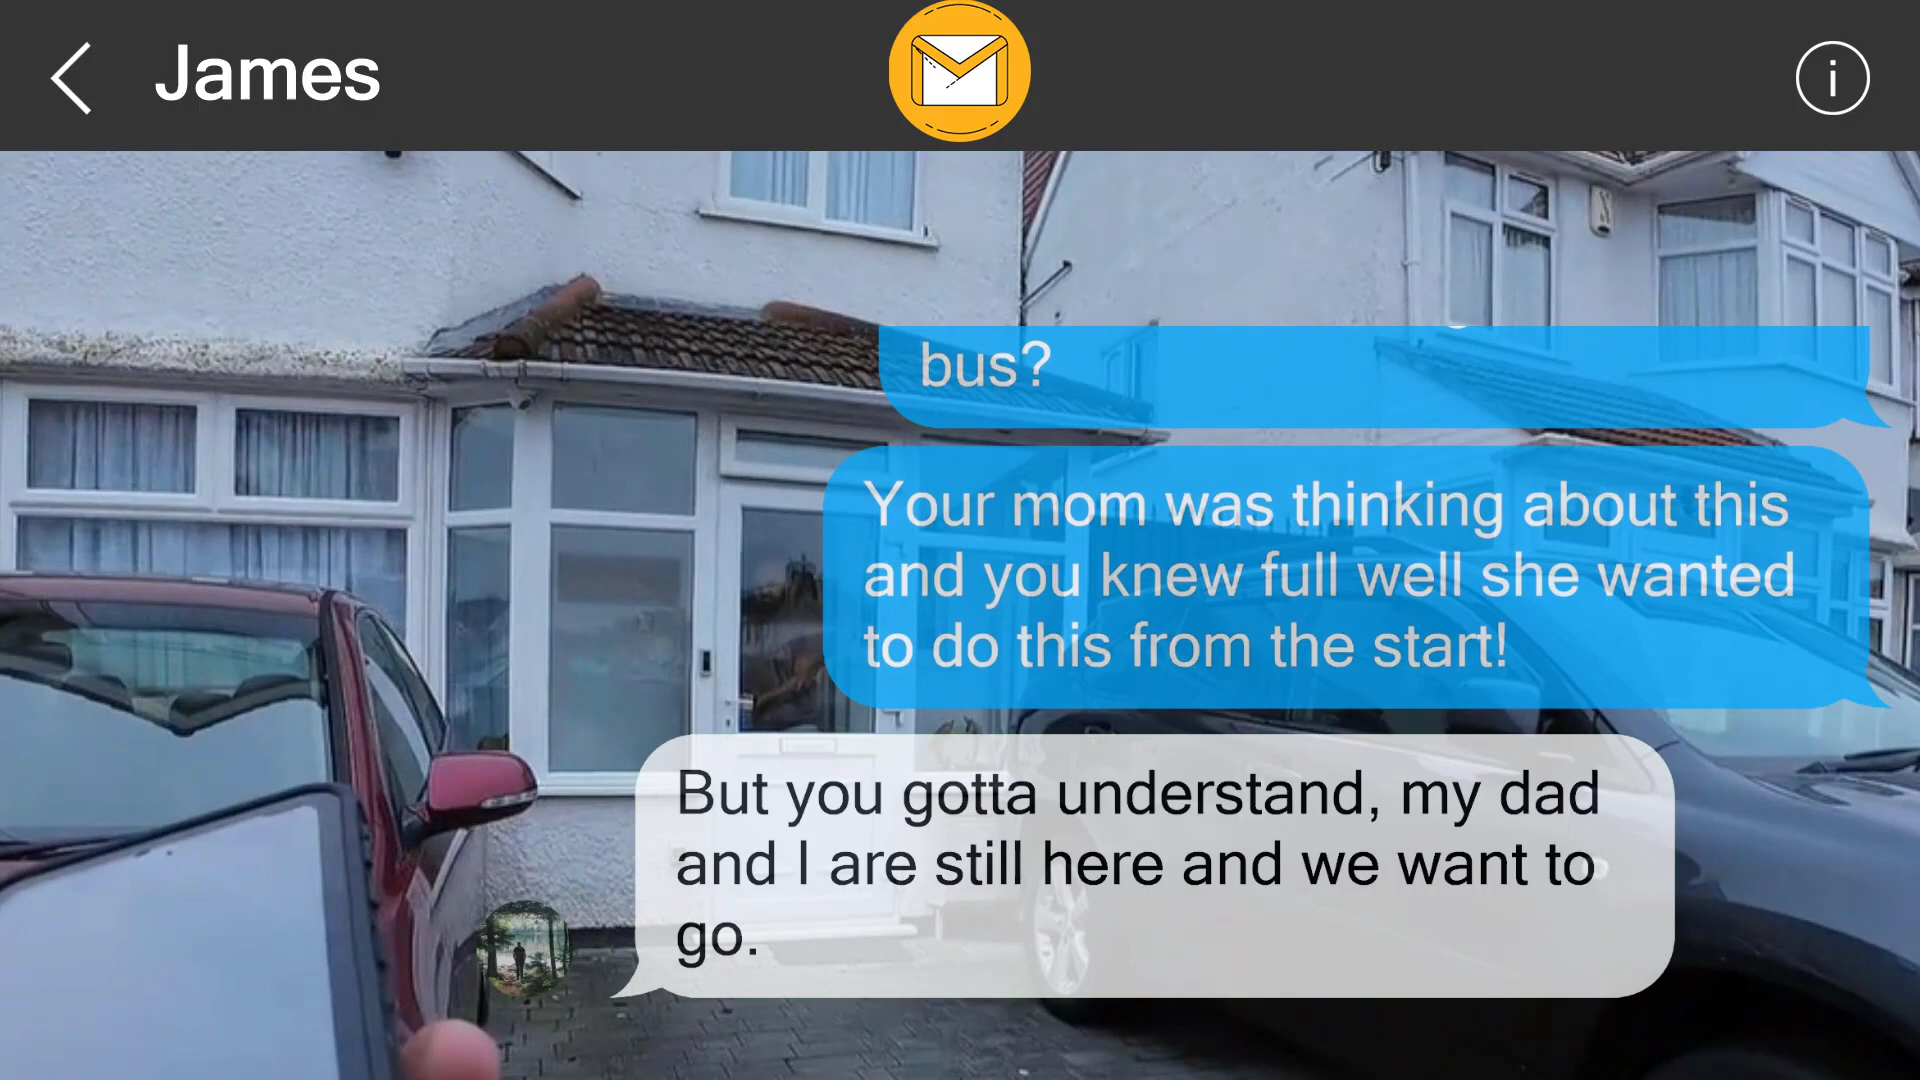 James
i
bus?
Your mom was thinking about this
and you knew full well she wanted
to do this from the start!
But you gotta understand, my dad
and I are still here and we want to
go.